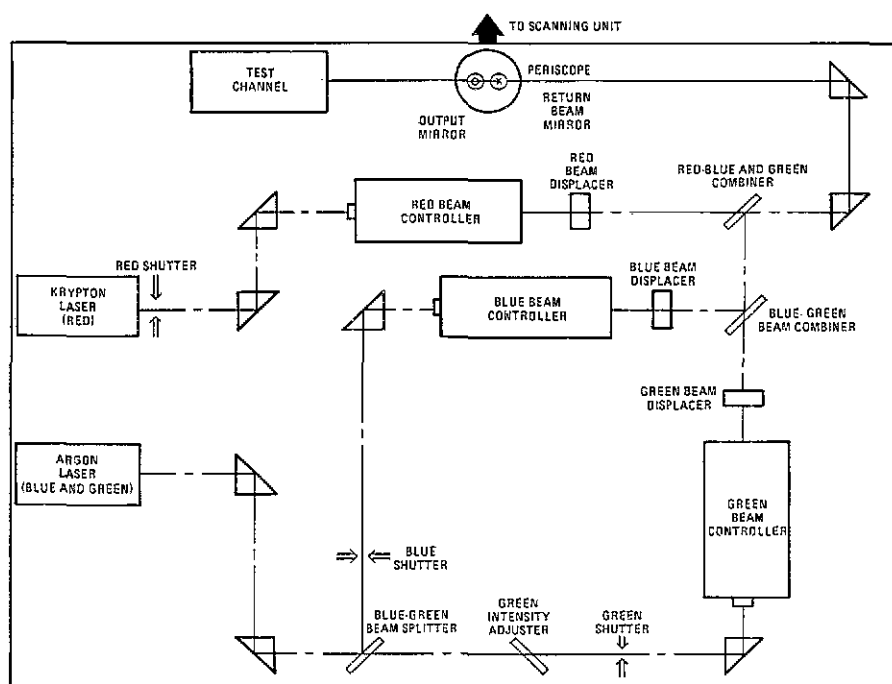 TO SCANNING UNIT
TEST
CHANNEL
PERISCOPE
OUTPUT
MIRROR
RETURN
BEAM
MIRROR
RED
BEAM
DISPLACER
RED-BLUE AND GREEN
COMBINER
RED BEAM
CONTROLLER
RED SHUTTER
KRYPTON
LASER
(RED)
BLUE BEAM
DISPLACER
BLUE BEAM
CONTROLLER
BLUE-GREEN
BEAM COMBINER
GREEN BEAM
DISPLACER
ARGON
LASER
(BLUE AND GREEN)
GREEN
BEAM
CONTROLLER
BLUE
SHUTTER
BLUE-GREEN
BEAM SPLITTER
GREEN
INTENSITY
ADJUSTER
GREEN
SHUTTER